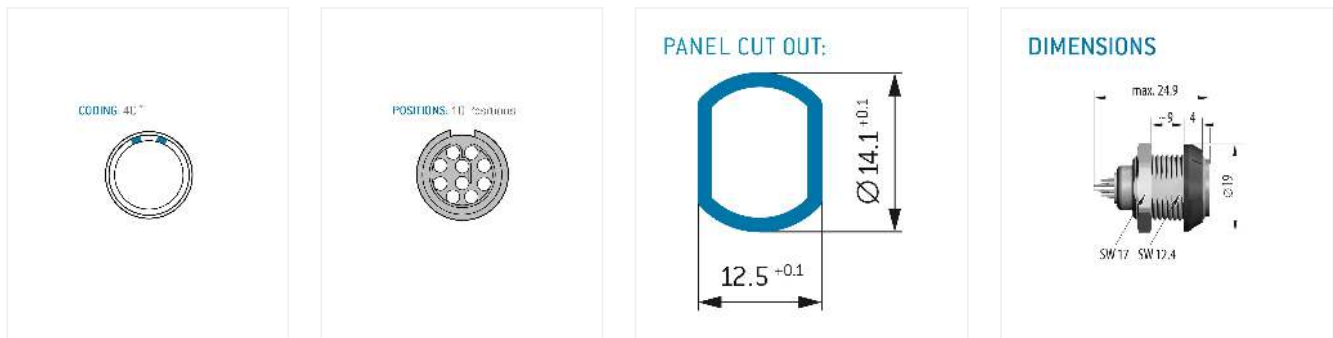 CODING: 40°
POSITIONS: 10 Positions
PANEL CUT OUT:
Ø 14.1 +0.1
12.5 +0.1
DIMENSIONS
max. 24.9
~9
4
Ø19
SW 17
SW 12.4